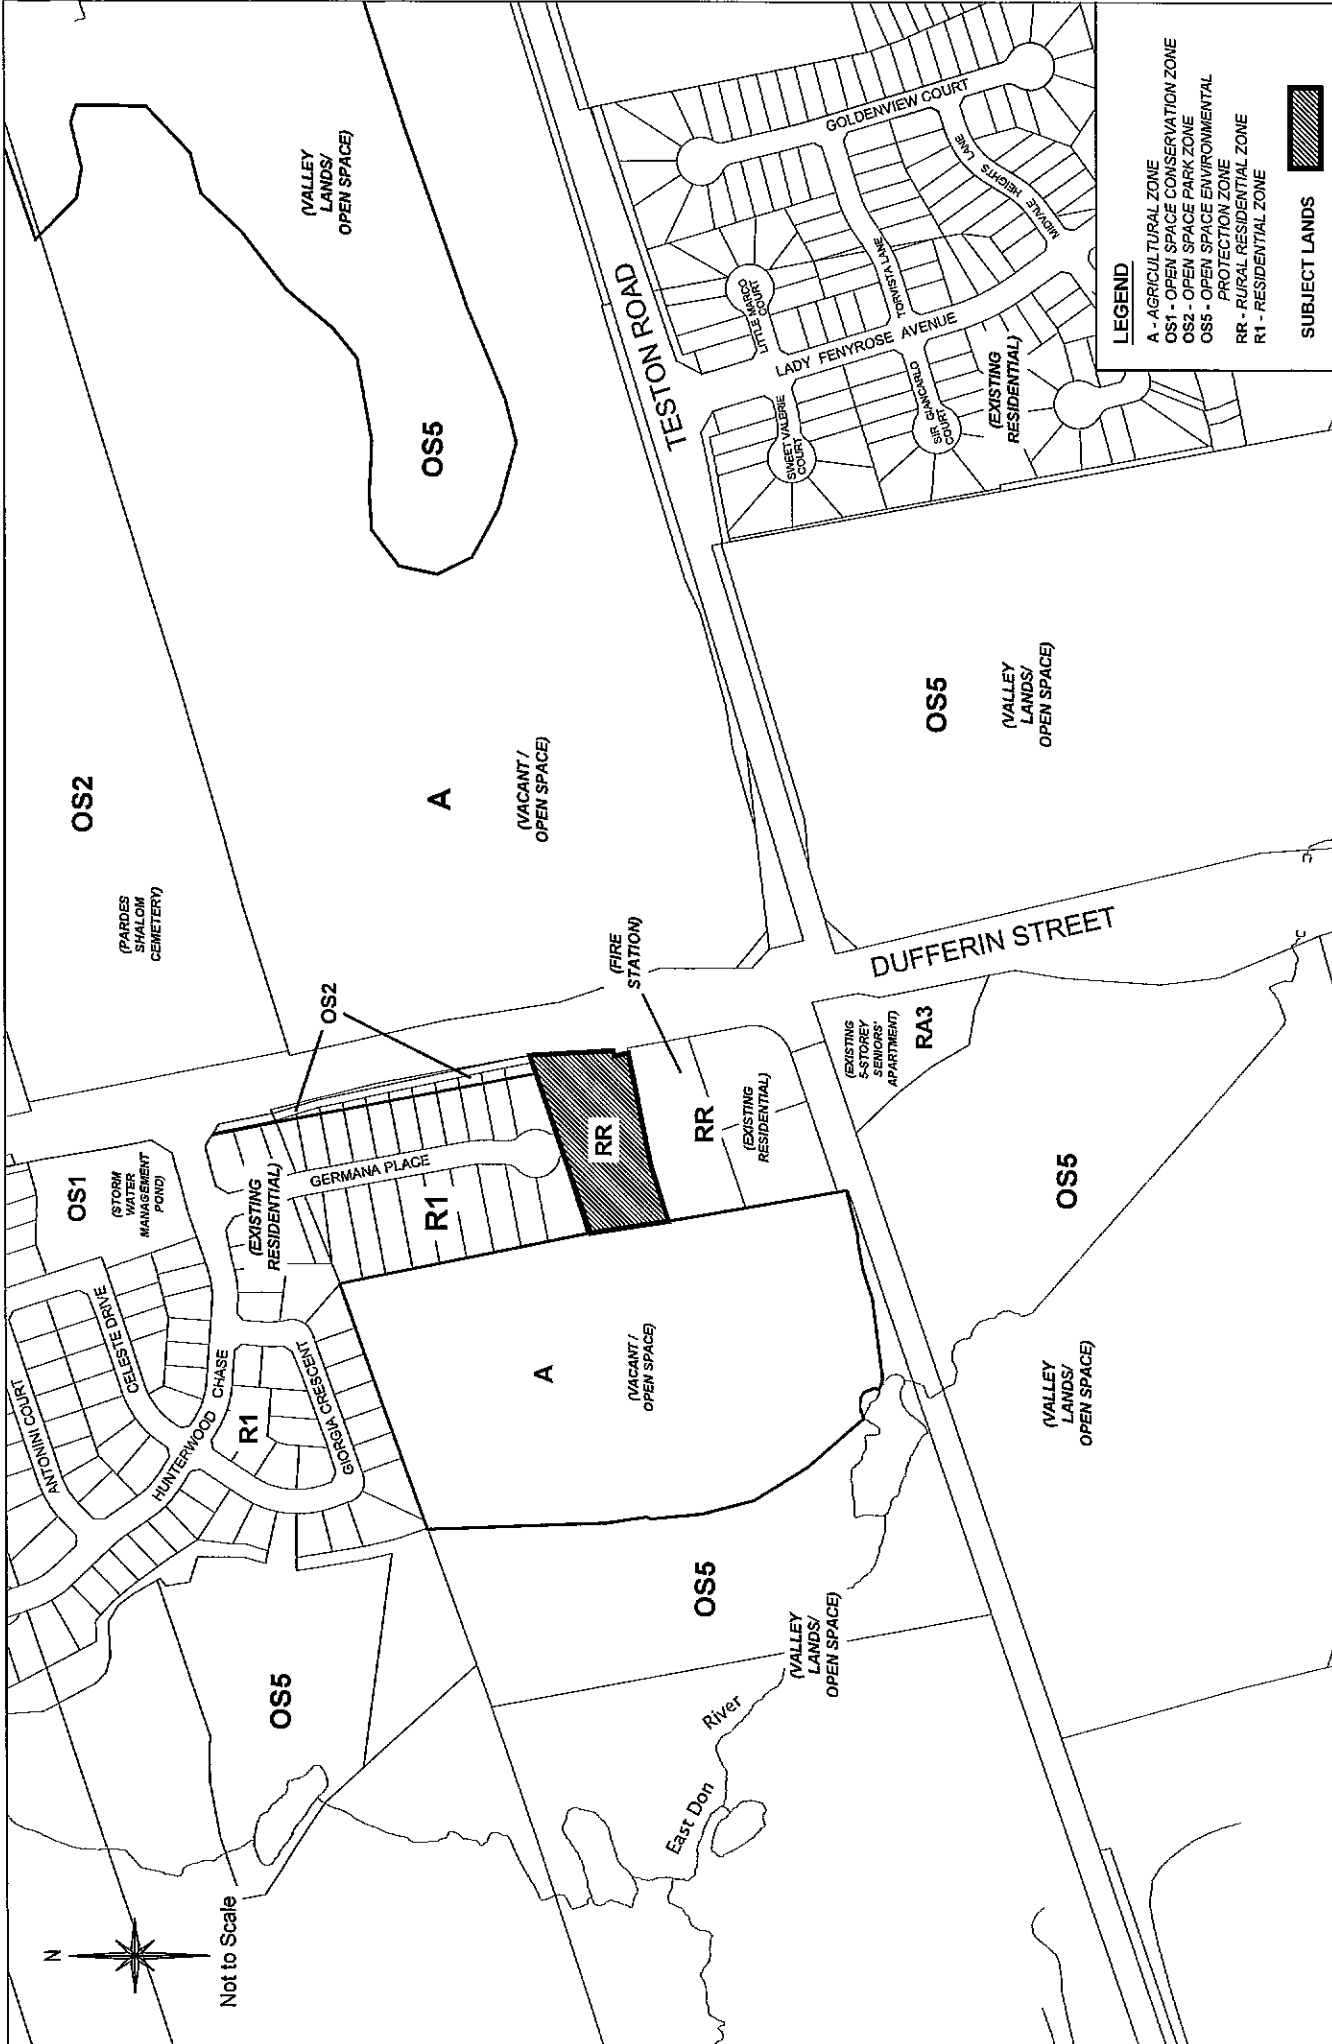 N
Not to Scale
OS2
(PARDES
SHALOM
CEMETERY)
(VALLEY
LANDS/
OPEN SPACE)
OS5
A
(VACANT /
OPEN SPACE)
TESTON ROAD
OS1
(STORM
WATER
MANAGEMENT
POND)
ANTONINI COURT
CELESTE DRIVE
HUNTERWOOD CHASE
R1
GIORGIA CRESCENT
(EXISTING
RESIDENTIAL)
GERMANA PLACE
R1
OS2
RR
(FIRE
STATION)
RR
(EXISTING
RESIDENTIAL)
A
(VACANT /
OPEN SPACE)
OS5
OS5
(VALLEY
LANDS/
OPEN SPACE)
East Don River
(EXISTING
5-STOREY
SENIORS'
APARTMENT)
RA3
DUFFERIN STREET
OS5
(VALLEY
LANDS/
OPEN SPACE)
OS5
(VALLEY
LANDS/
OPEN SPACE)
LITTLE MARCO
COURT
LADY FENYROSE AVENUE
SWEET VALERIE
COURT
SIR GIANCARLO
COURT
(EXISTING
RESIDENTIAL)
TORVISTA LANE
GOLDENVIEW COURT
MIDVALE HEIGHTS LANE
LEGEND
A - AGRICULTURAL ZONE
OS1 - OPEN SPACE CONSERVATION ZONE
OS2 - OPEN SPACE PARK ZONE
OS5 - OPEN SPACE ENVIRONMENTAL
PROTECTION ZONE
RR - RURAL RESIDENTIAL ZONE
R1 - RESIDENTIAL ZONE
SUBJECT LANDS